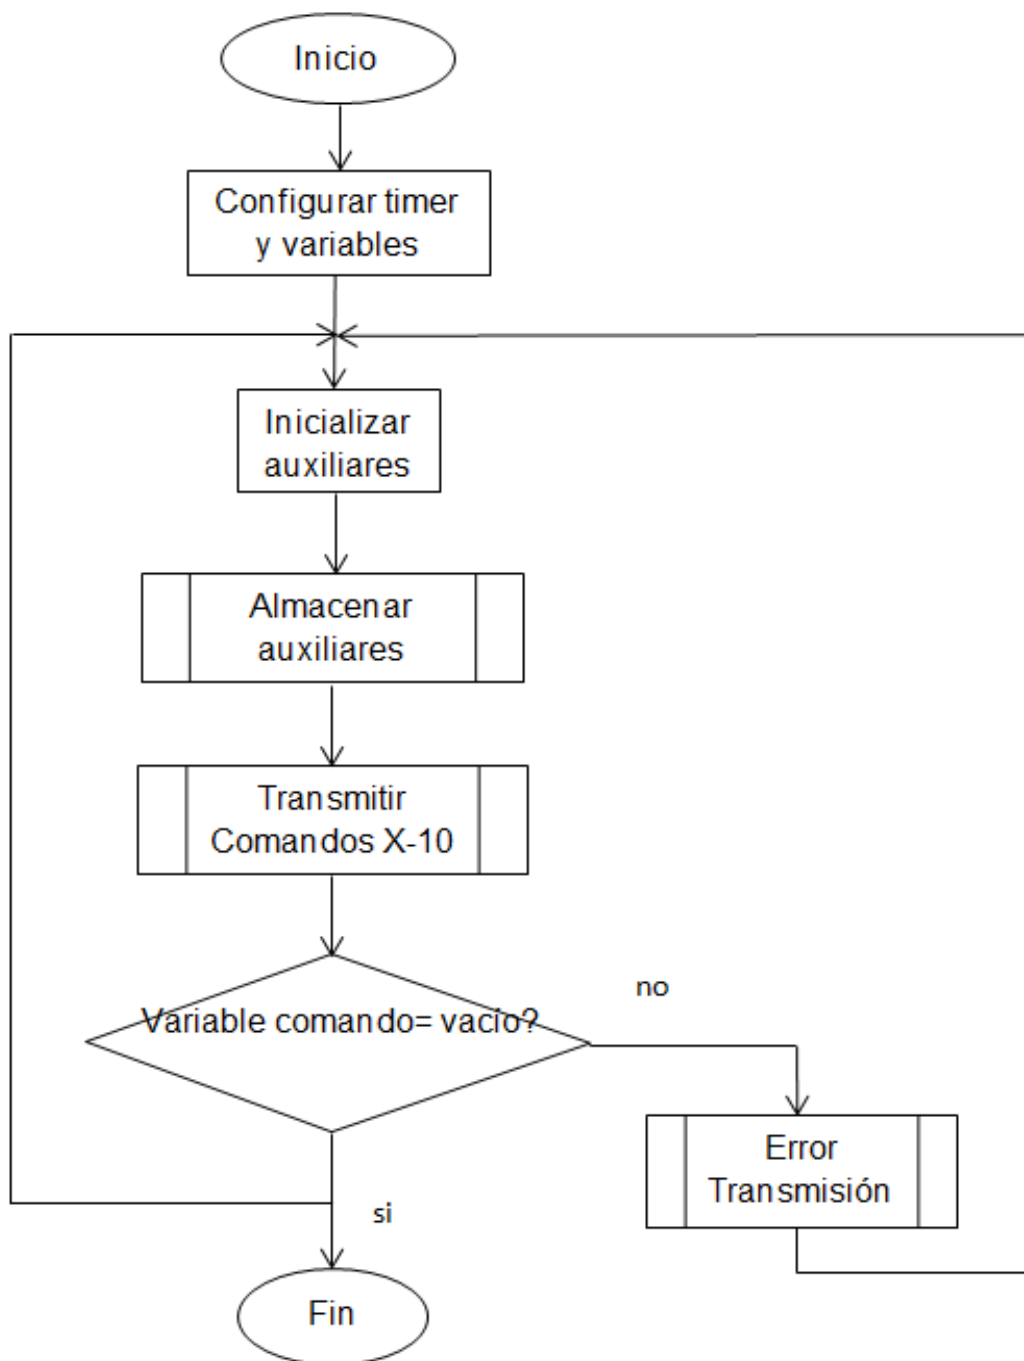 Inicio
Configurar timer
y variables
Inicializar
auxiliares
Almacenar
auxiliares
Transmitir
Comandos X-10
Variable comando= vacío?
no
Error
Transmisión
si
Fin